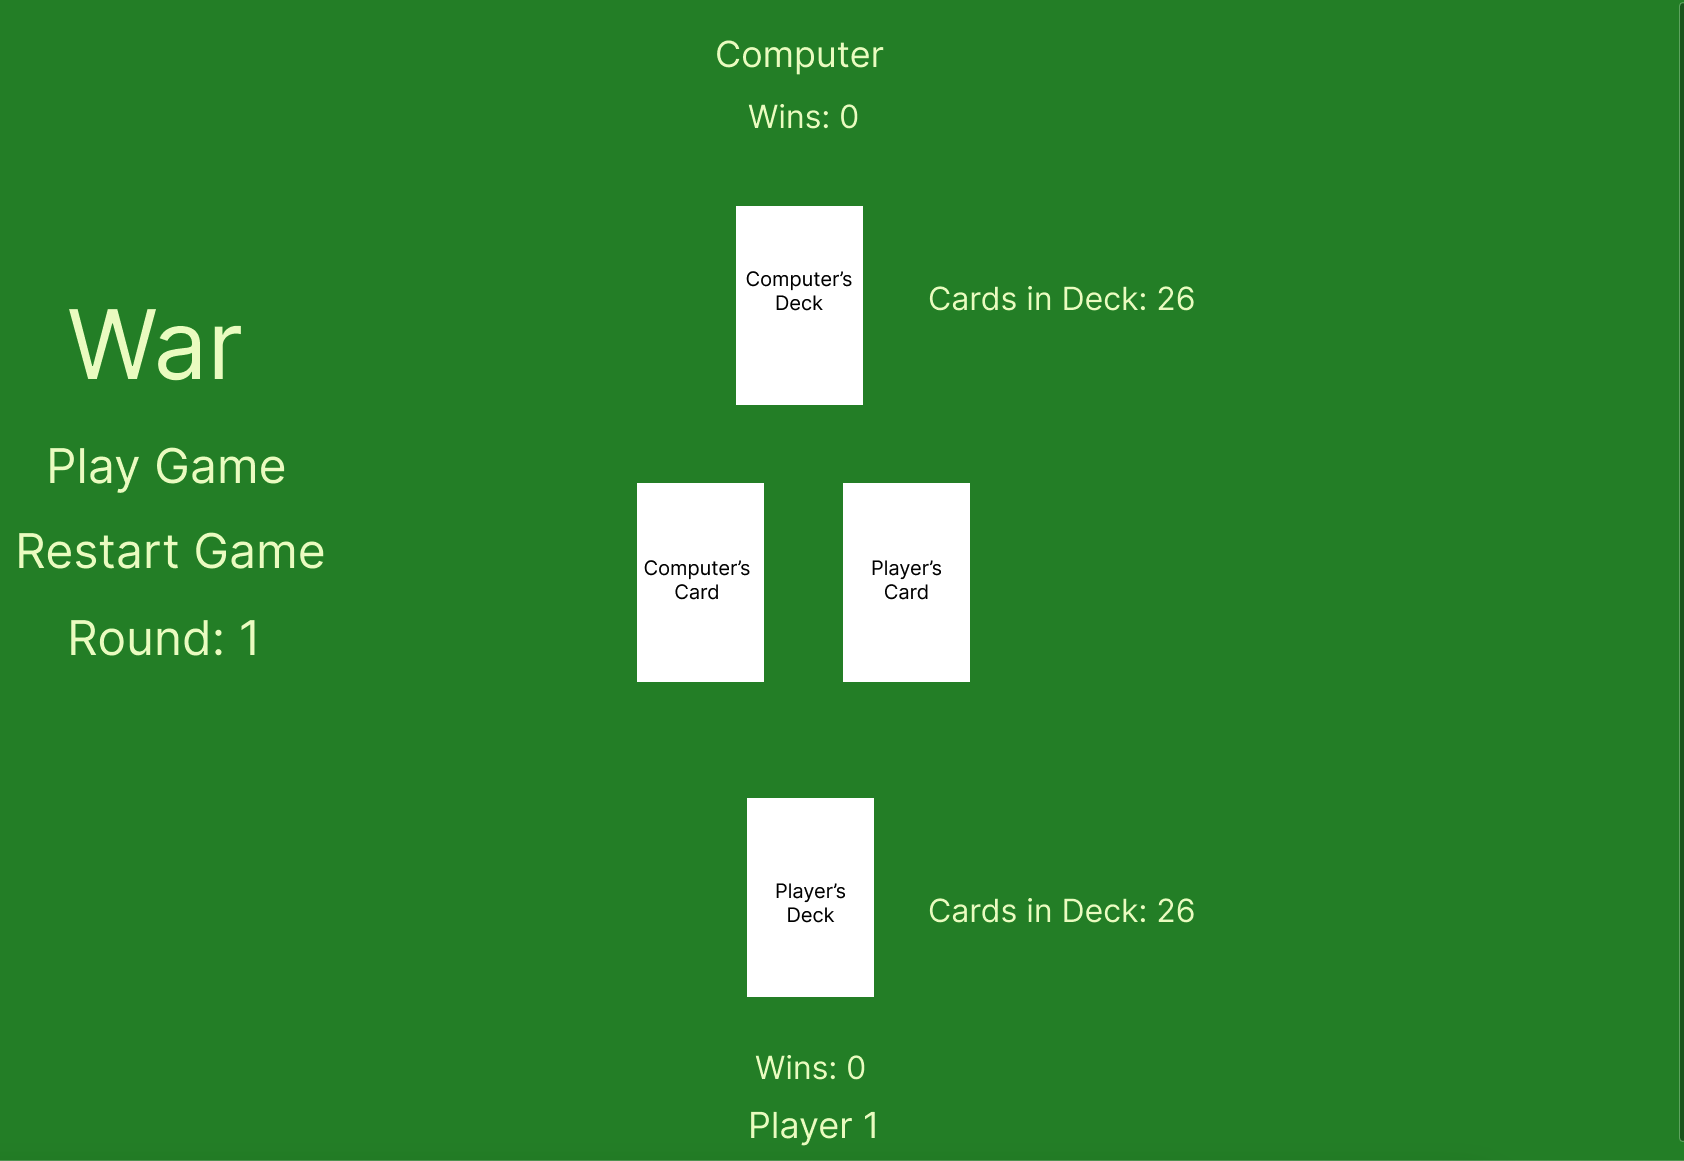 Computer
Wins: 0
Computer’s
Deck
Cards in Deck: 26
War
Play Game
Restart Game
Round: 1
Computer’s
Card
Player’s
Card
Player’s
Deck
Cards in Deck: 26
Wins: 0
Player 1